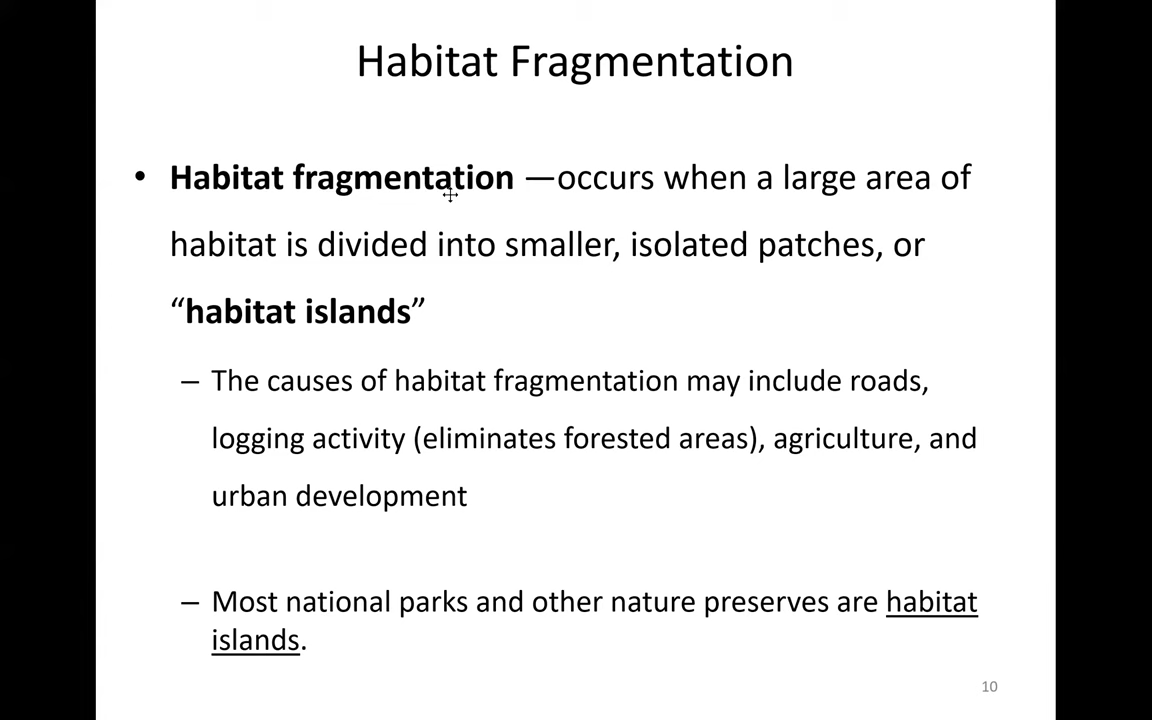 Habitat Fragmentation
• Habitat fragmentation —occurs when a large area of
habitat is divided into smaller, isolated patches, or
“habitat islands”
– The causes of habitat fragmentation may include roads,
logging activity (eliminates forested areas), agriculture, and
urban development
– Most national parks and other nature preserves are habitat
islands.
10